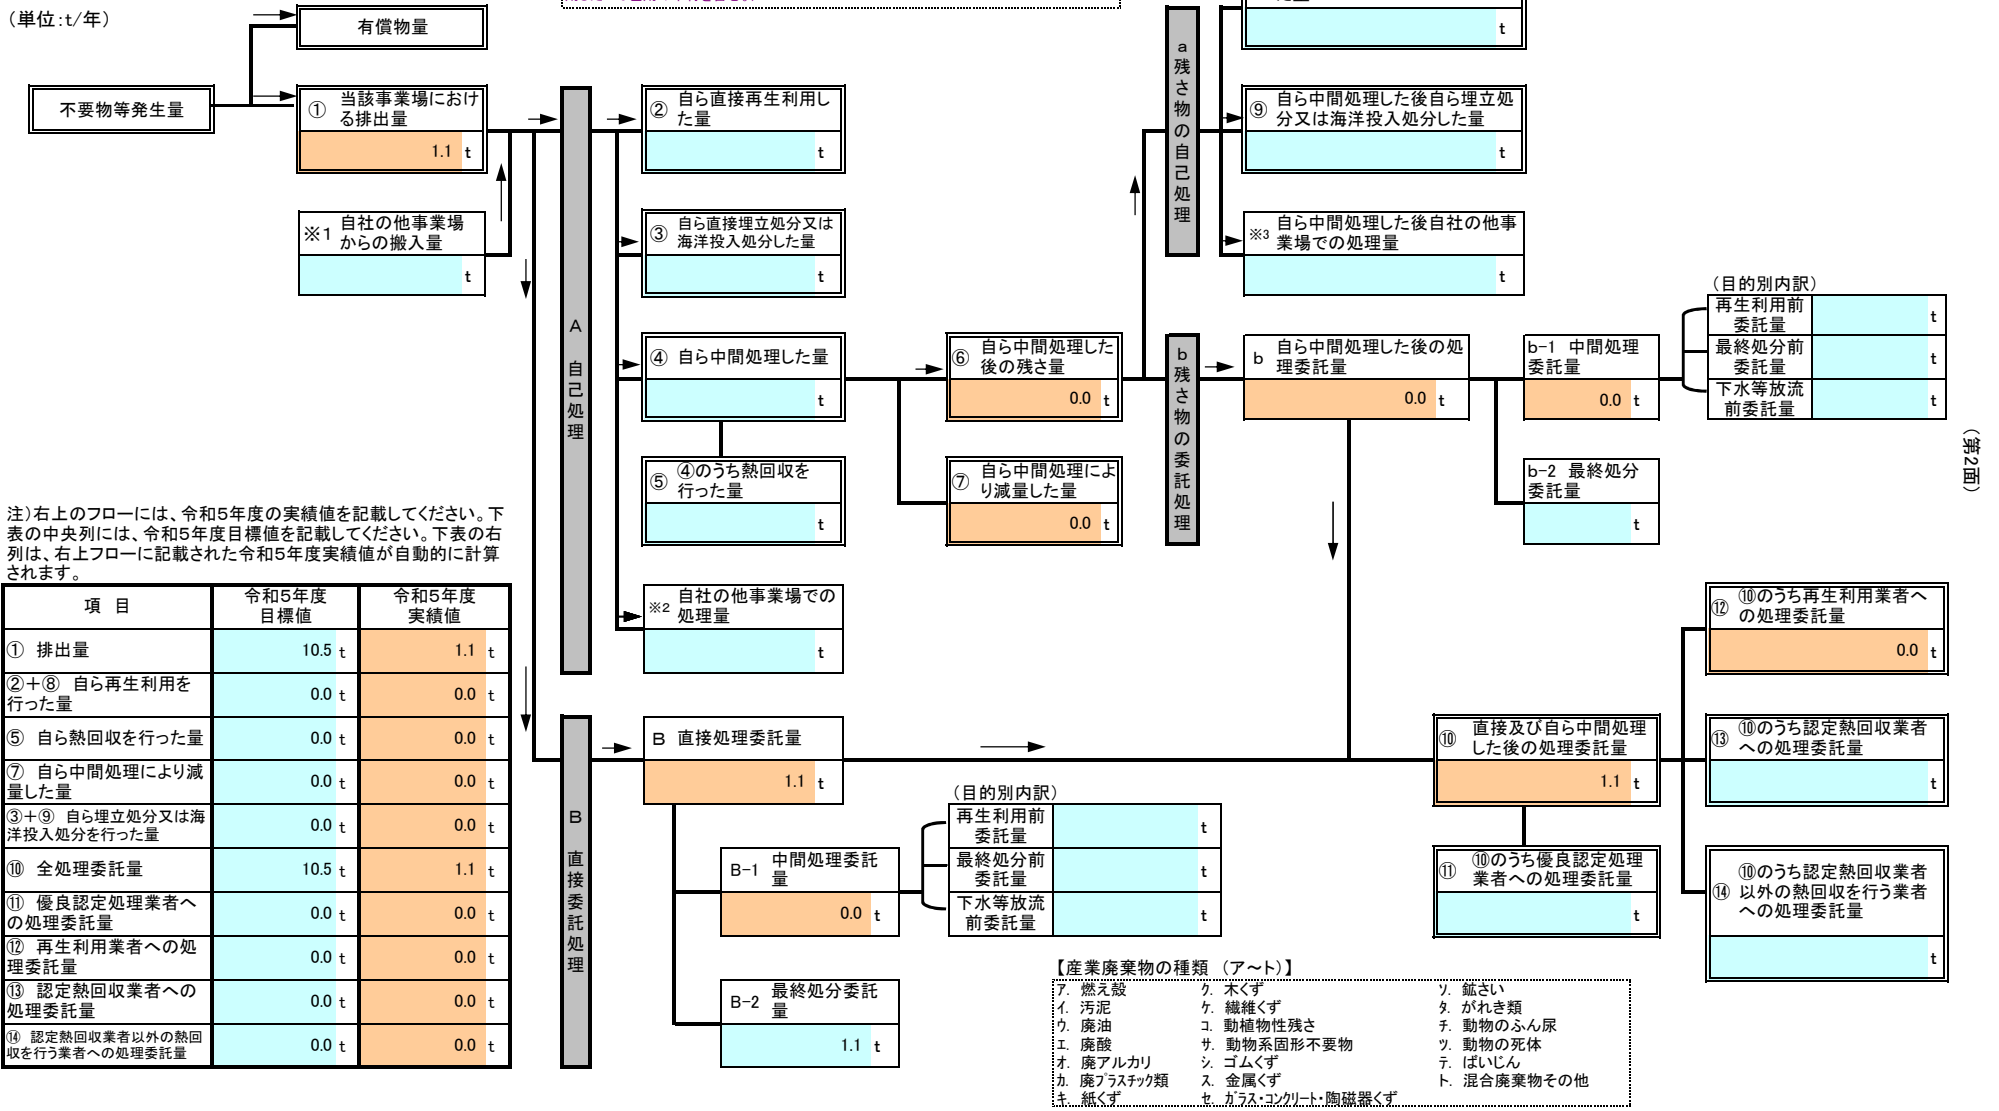 （単位：t/年）
有償物量
不要物等発生量
① 当該事業場におけ
る排出量
1.1 t
※1 自社の他事業場
からの搬入量
t
A 自己処理
② 自ら直接再生利用し
た量
t
③ 自ら直接埋立処分又は
海洋投入処分した量
t
④ 自ら中間処理した量
t
⑤ ④のうち熱回収を
行った量
t
※2 自社の他事業場での
処理量
t
⑥ 自ら中間処理した
後の残さ量
0.0 t
⑦ 自ら中間処理によ
り減量した量
0.0 t
a 残さ物の自己処理
t
⑨ 自ら中間処理した後自ら埋立処
分又は海洋投入処分した量
t
※3 自ら中間処理した後自社の他事
業場での処理量
t
b 残さ物の委託処理
b 自ら中間処理した後の処
理委託量
0.0 t
b-1 中間処理
委託量
0.0 t
b-2 最終処分
委託量
t
（目的別内訳）
再生利用前
委託量
t
最終処分前
委託量
t
下水等放流
前委託量
t
（第2面）
注）右上のフローには、令和5年度の実績値を記載してください。下
表の中央列には、令和5年度目標値を記載してください。下表の右
列は、右上フローに記載された令和5年度実績値が自動的に計算
されます。
項 目 令和5年度 目標値 令和5年度 実績値
① 排出量 10.5 t 1.1 t
②＋⑧ 自ら再生利用を
行った量 0.0 t 0.0 t
⑤ 自ら熱回収を行った量 0.0 t 0.0 t
⑦ 自ら中間処理により減
量した量 0.0 t 0.0 t
③＋⑨ 自ら埋立処分又は海
洋投入処分を行った量 0.0 t 0.0 t
⑩ 全処理委託量 10.5 t 1.1 t
⑪ 優良認定処理業者へ
の処理委託量 0.0 t 0.0 t
⑫ 再生利用業者への処
理委託量 0.0 t 0.0 t
⑬ 認定熱回収業者への
処理委託量 0.0 t 0.0 t
⑭ 認定熱回収業者以外の熱回
収を行う業者への処理委託量 0.0 t 0.0 t
B 直接委託処理
B 直接処理委託量
1.1 t
B-1 中間処理委託
量
0.0 t
B-2 最終処分委託
量
1.1 t
（目的別内訳）
再生利用前
委託量
t
最終処分前
委託量
t
下水等放流
前委託量
t
⑩ 直接及び自ら中間処理
した後の処理委託量
1.1 t
⑪ ⑩のうち優良認定処理
業者への処理委託量
t
⑫ ⑩のうち再生利用業者へ
の処理委託量
0.0 t
⑬ ⑩のうち認定熱回収業者
への処理委託量
t
⑭ ⑩のうち認定熱回収業者
以外の熱回収を行う業者
への処理委託量
t
【産業廃棄物の種類 （ア～ト）】
ア. 燃え殻 ク. 木くず ソ. 鉱さい
イ. 汚泥 ケ. 繊維くず タ. がれき類
ウ. 廃油 コ. 動植物性残さ チ. 動物のふん尿
エ. 廃酸 サ. 動物系固形不要物 ツ. 動物の死体
オ. 廃アルカリ シ. ゴムくず テ. ばいじん
カ. 廃プラスチック類 ス. 金属くず ト. 混合廃棄物その他
キ. 紙くず セ. ガラス・コンクリート・陶磁器くず